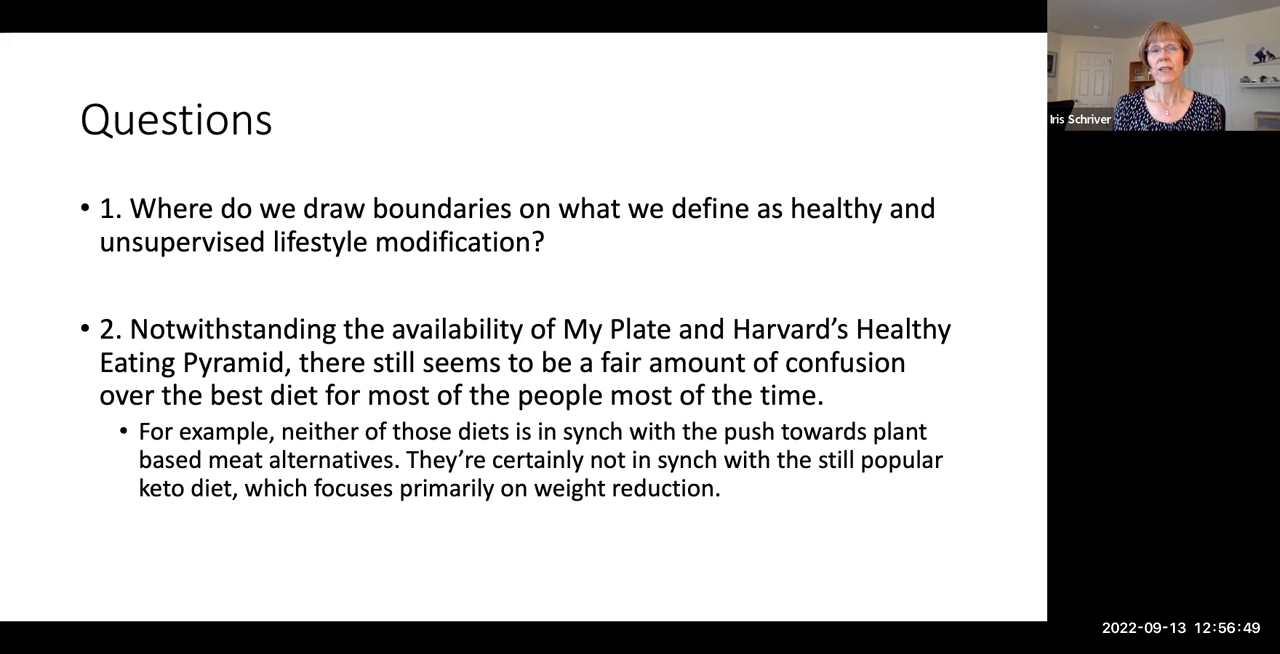 Questions
• 1. Where do we draw boundaries on what we define as healthy and
unsupervised lifestyle modification?
• 2. Notwithstanding the availability of My Plate and Harvard’s Healthy
Eating Pyramid, there still seems to be a fair amount of confusion
over the best diet for most of the people most of the time.
• For example, neither of those diets is in synch with the push towards plant
based meat alternatives. They’re certainly not in synch with the still popular
keto diet, which focuses primarily on weight reduction.
Iris Schriver
2022-09-13 12:56:49